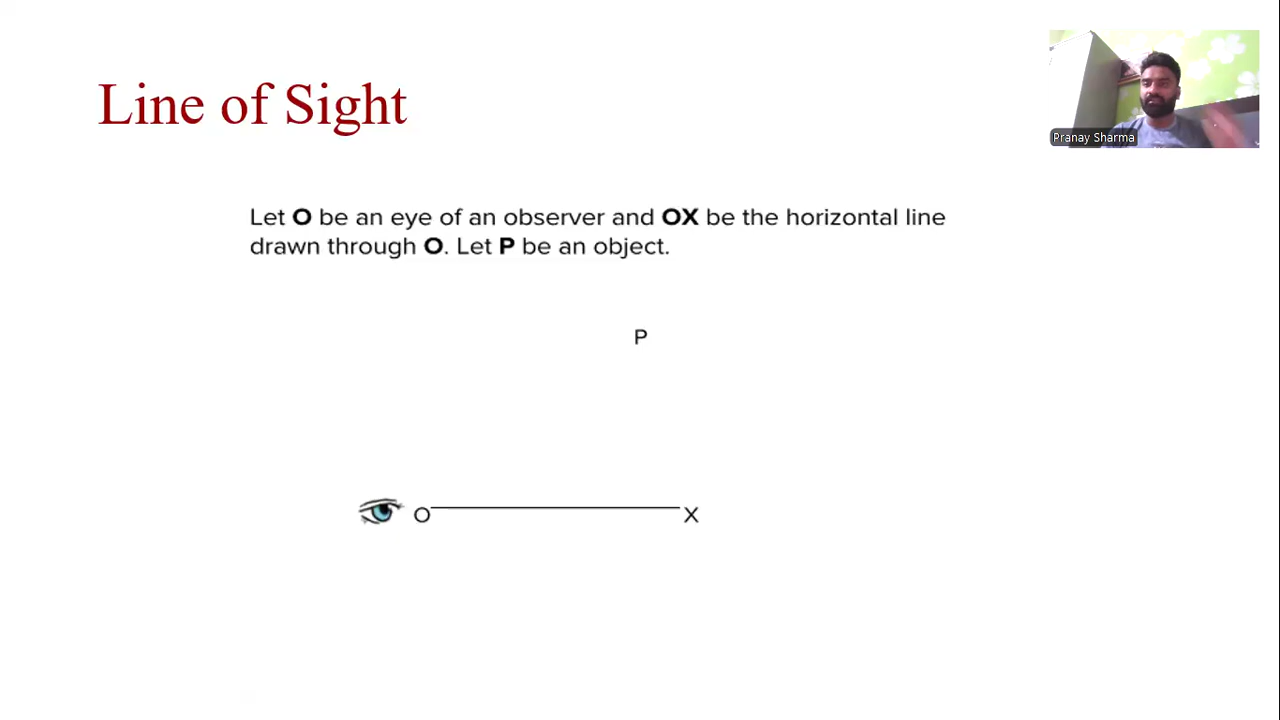 Line of Sight
Pranay Sharma
Let O be an eye of an observer and OX be the horizontal line
drawn through O. Let P be an object.
P
O
X